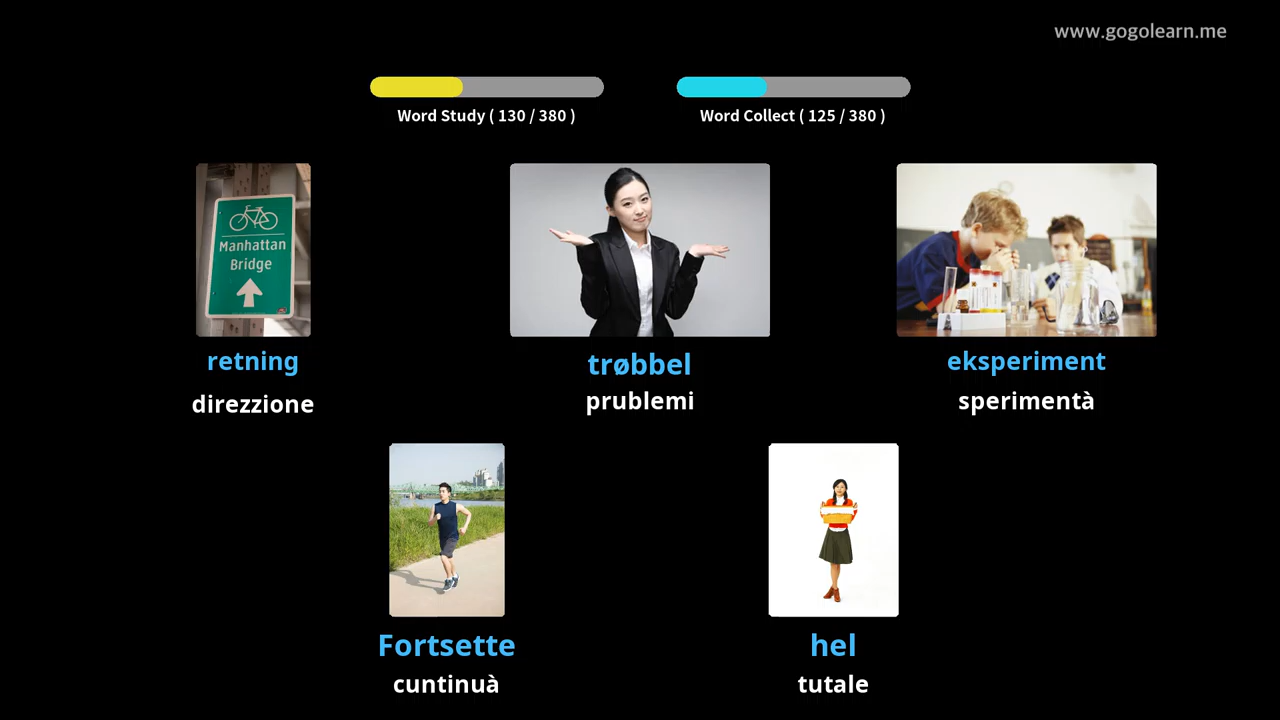 www.gogolearn.me
Word Study ( 130 / 380 )
Word Collect ( 125 / 380 )
Manhattan
Bridge
retning
direzzione
trøbbel
prublemi
eksperiment
sperimentà
Fortsette
cuntinuà
hel
tutale